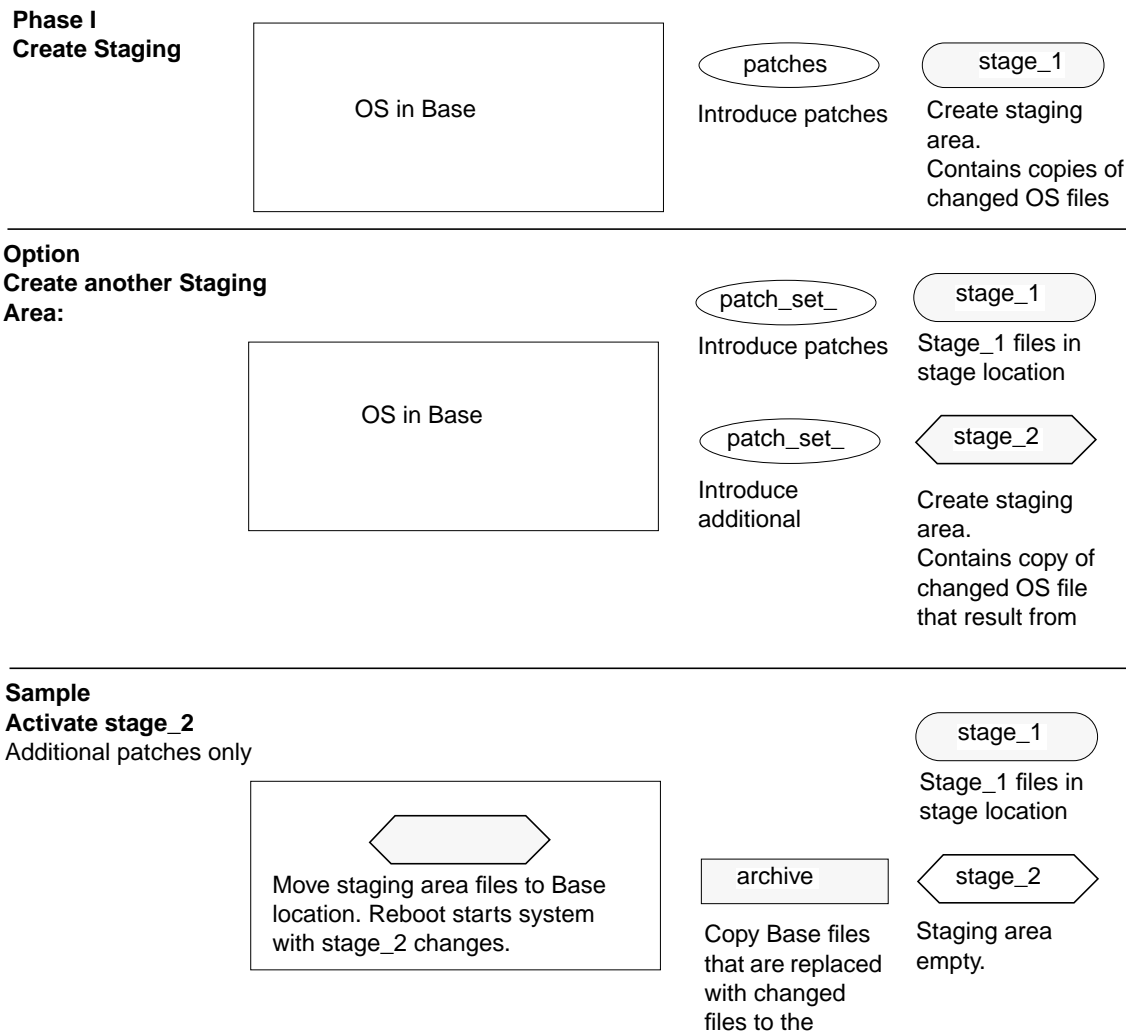 Phase I
Create Staging
OS in Base
patches
Introduce patches
stage_1
Create staging
area.
Contains copies of
changed OS files
Option
Create another Staging
Area:
OS in Base
patch_set_
Introduce patches
stage_1
Stage_1 files in
stage location
patch_set_
Introduce
additional
stage_2
Create staging
area.
Contains copy of
changed OS file
that result from
Sample
Activate stage_2
Additional patches only
stage_1
Stage_1 files in
stage location
Move staging area files to Base
location. Reboot starts system
with stage_2 changes.
archive
Copy Base files
that are replaced
with changed
files to the
stage_2
Staging area
empty.